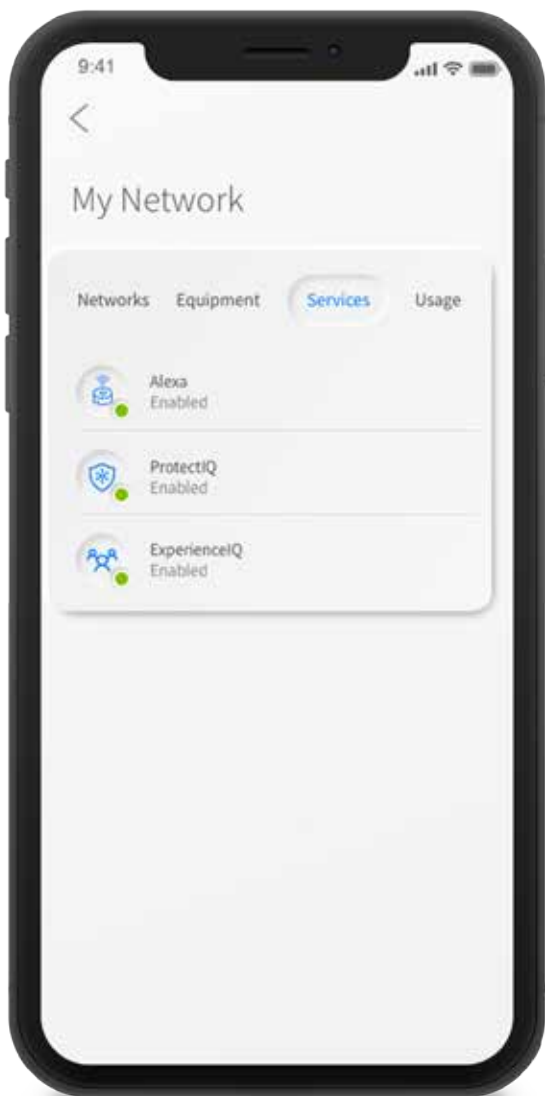 9:41
My Network
Networks Equipment Services Usage
Alexa
Enabled
ProtectIQ
Enabled
ExperienceIQ
Enabled